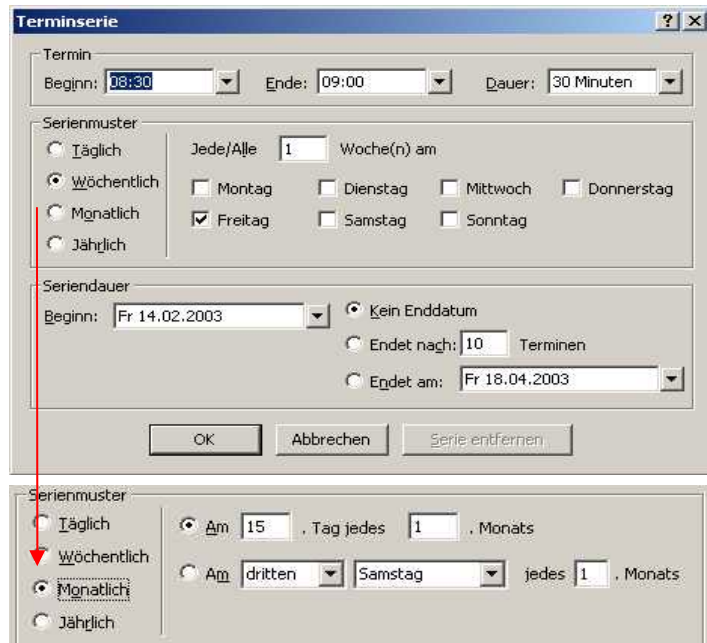 Terminserie
Termin
Beginn: 08:30 Ende: 09:00 Dauer: 30 Minuten
Serienmuster
Täglich Jede/Alle 1 Woche(n) am
Wöchentlich Montag Dienstag Mittwoch Donnerstag
Monatlich Freitag Samstag Sonntag
Jährlich
Seriendauer
Beginn: Fr 14.02.2003 Kein Enddatum
Endet nach: 10 Terminen
Endet am: Fr 18.04.2003
OK Abbrechen Serie entfernen
Serienmuster
Täglich Am 15 . Tag jedes 1 . Monats
Wöchentlich
Monatlich Am dritten Samstag jedes 1 . Monats
Jährlich